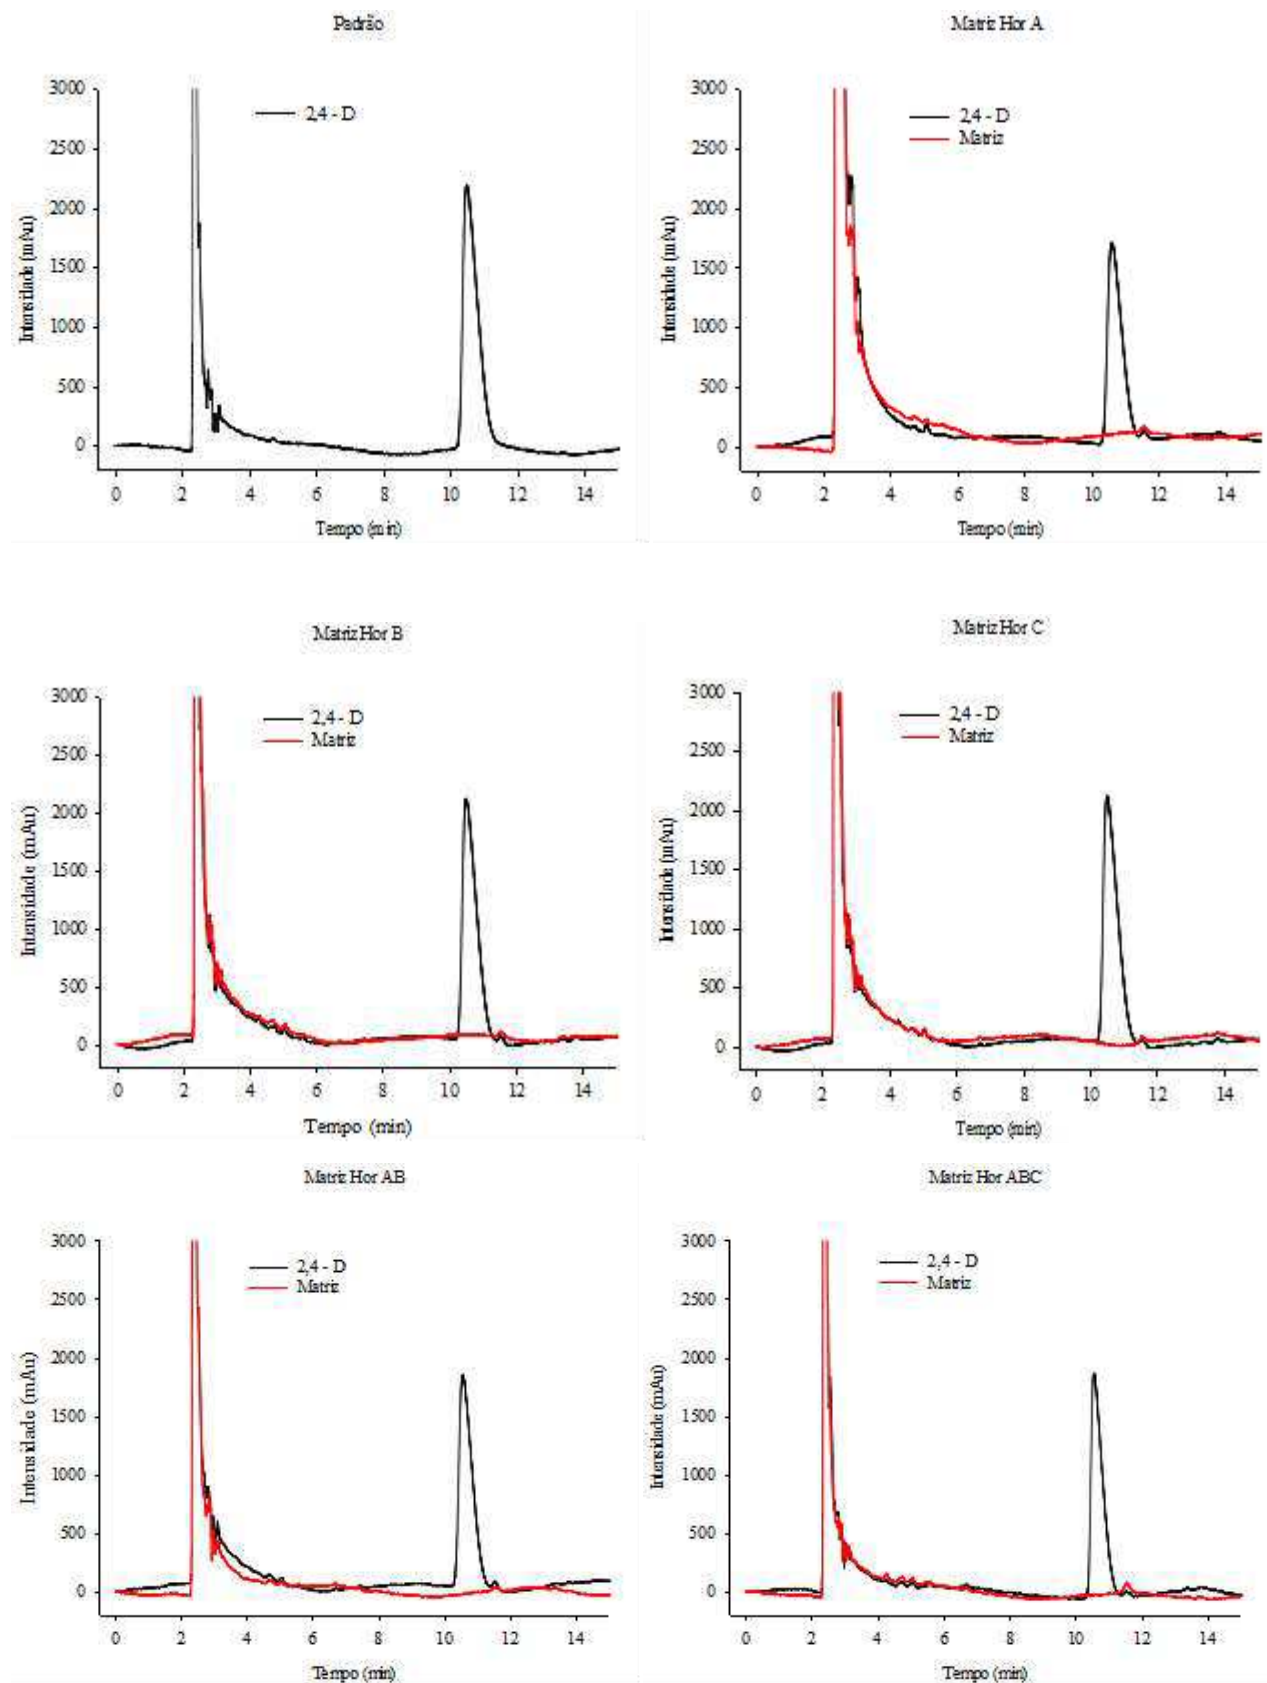 Padrão
3000
2500
2000
1500
1000
500
0
Intensidade (mAu)
2,4 - D
0 2 4 6 8 10 12 14
Tempo (min)
Matriz Hor A
3000
2500
2000
1500
1000
500
0
Intensidade (mAu)
2,4 - D
Matriz
0 2 4 6 8 10 12 14
Tempo (min)
Matriz Hor B
3000
2500
2000
1500
1000
500
0
Intensidade (mAu)
2,4 - D
Matriz
0 2 4 6 8 10 12 14
Tempo (min)
Matriz Hor C
3000
2500
2000
1500
1000
500
0
Intensidade (mAu)
2,4 - D
Matriz
0 2 4 6 8 10 12 14
Tempo (min)
Matriz Hor AB
3000
2500
2000
1500
1000
500
0
Intensidade (mAu)
2,4 - D
Matriz
0 2 4 6 8 10 12 14
Tempo (min)
Matriz Hor ABC
3000
2500
2000
1500
1000
500
0
Intensidade (mAu)
2,4 - D
Matriz
0 2 4 6 8 10 12 14
Tempo (min)